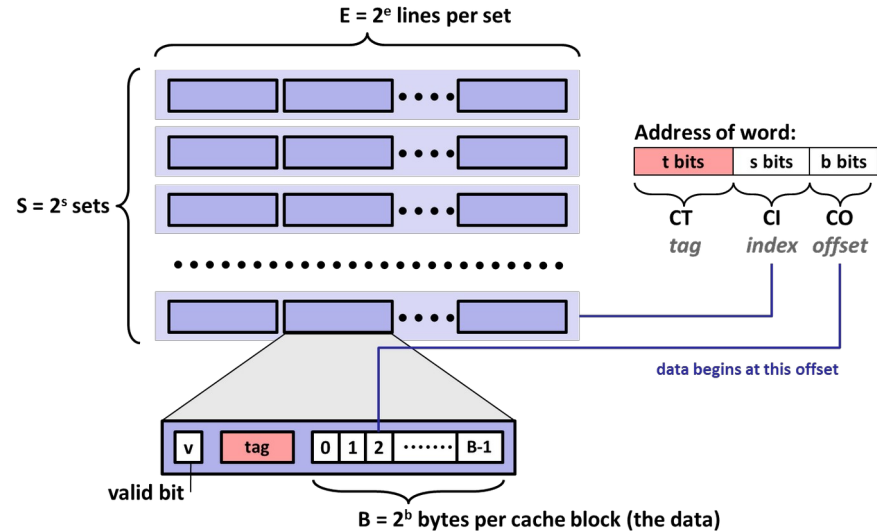 E = 2ᵉ lines per set
S = 2ˢ sets
Address of word:
t bits s bits b bits
CT CI CO
tag index offset
data begins at this offset
v tag 0 1 2 ······· B-1
valid bit
B = 2ᵇ bytes per cache block (the data)